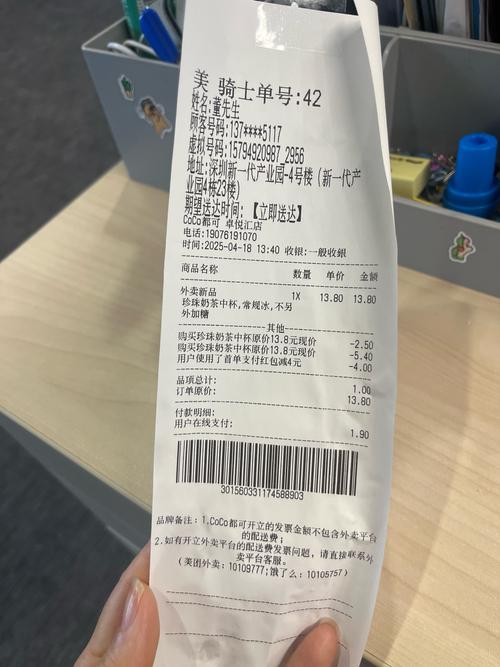 美 骑士单号:42
姓名:董先生
顾客号码:137****5117
虚拟号码:15794920987_2956
地址:深圳新一代产业园-4号楼 (新一代产
业园4栋23楼)
期望送达时间:【立即送达】
CoCo都可 卓悦汇店
电话:19076191070
时间:2025-04-18 13:40 收银:一般收銀
商品名称 数量 单价 金额
外卖新品 1X 13.80 13.80
珍珠奶茶中杯,常规冰,不另
外加糖
其他
购买珍珠奶茶中杯原价13.8元现价 -2.50
购买珍珠奶茶中杯原价13.8元现价 -5.40
用户使用了首单支付红包减4元 -4.00
品项总计: 1.00
订单原价: 13.80
付款明细:
用户在线支付: 1.90
301560331174588903
品牌备注: 1.CoCo都可开立的发票金额不包含外卖平台
的配送费;
2.如有开立外卖平台的配送费发票问题, 请直接联系外
卖平台客服。
(美团外卖: 10109777;饿了么: 10105757)